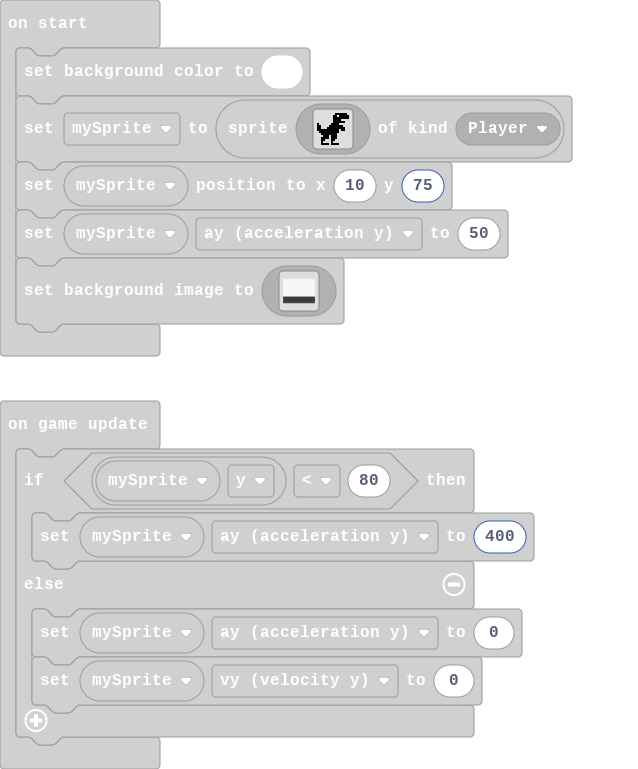 on start
set background color to
set mySprite to sprite of kind Player
set mySprite position to x 10 y 75
set mySprite ay (acceleration y) to 50
set background image to
on game update
if mySprite y < 80 then
set mySprite ay (acceleration y) to 400
else
set mySprite ay (acceleration y) to 0
set mySprite vy (velocity y) to 0